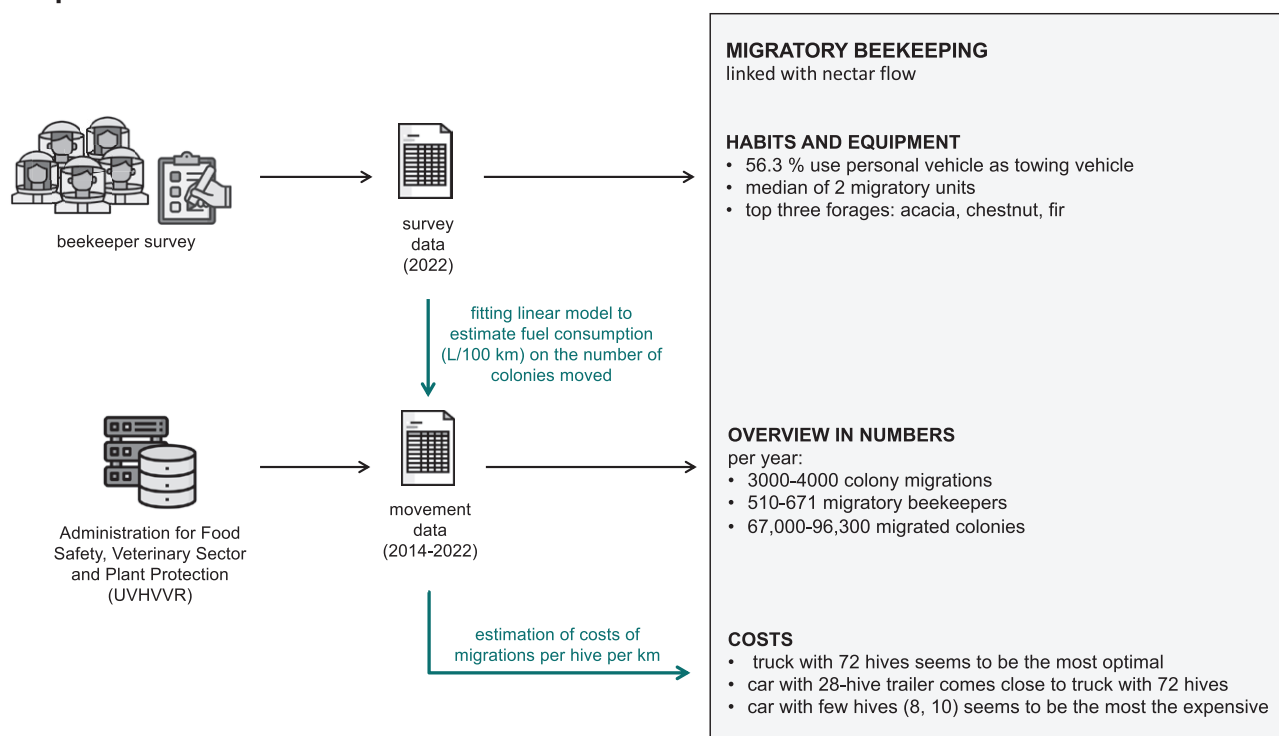 MIGRATORY BEEKEEPING
linked with nectar flow
beekeeper survey
survey
data
(2022)
HABITS AND EQUIPMENT
• 56.3 % use personal vehicle as towing vehicle
• median of 2 migratory units
• top three forages: acacia, chestnut, fir
fitting linear model to
estimate fuel consumption
(L/100 km) on the number of
colonies moved
Administration for Food
Safety, Veterinary Sector
and Plant Protection
(UVHVVR)
movement
data
(2014-2022)
OVERVIEW IN NUMBERS
per year:
• 3000-4000 colony migrations
• 510-671 migratory beekeepers
• 67,000-96,300 migrated colonies
estimation of costs of
migrations per hive per km
COSTS
• truck with 72 hives seems to be the most optimal
• car with 28-hive trailer comes close to truck with 72 hives
• car with few hives (8, 10) seems to be the most the expensive